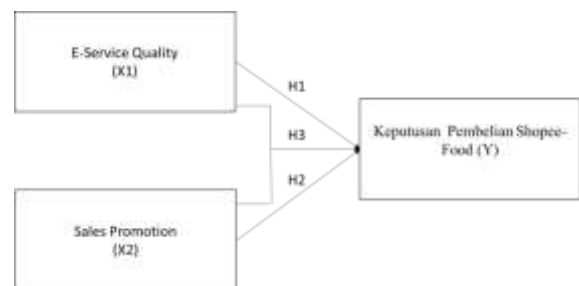 E-Service Quality
(X1)
H1
H3
H2
Keputusan Pembelian Shopee-
Food (Y)
Sales Promotion
(X2)